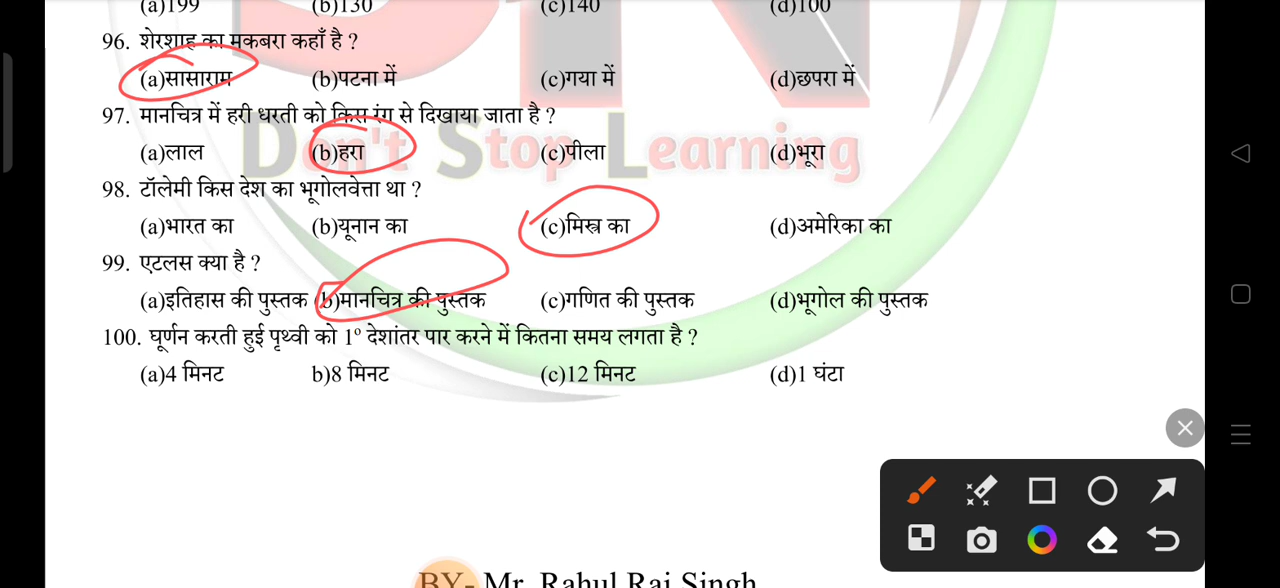 (a)199 (b)130 (c)140 (d)100
96. शेरशाह का मकबरा कहाँ है ?
(a)सासाराम (b)पटना में (c)गया में (d)छपरा में
97. मानचित्र में हरी धरती को किस रंग से दिखाया जाता है ?
(a)लाल (b)हरा (c)पीला (d)भूरा
Don't Stop Learning
98. टॉलेमी किस देश का भूगोलवेत्ता था ?
(a)भारत का (b)यूनान का (c)मिस्त्र का (d)अमेरिका का
99. एटलस क्या है ?
(a)इतिहास की पुस्तक (b)मानचित्र की पुस्तक (c)गणित की पुस्तक (d)भूगोल की पुस्तक
100. घूर्णन करती हुई पृथ्वी को 1° देशांतर पार करने में कितना समय लगता है ?
(a)4 मिनट b)8 मिनट (c)12 मिनट (d)1 घंटा
BY- Mr. Rahul Raj Singh